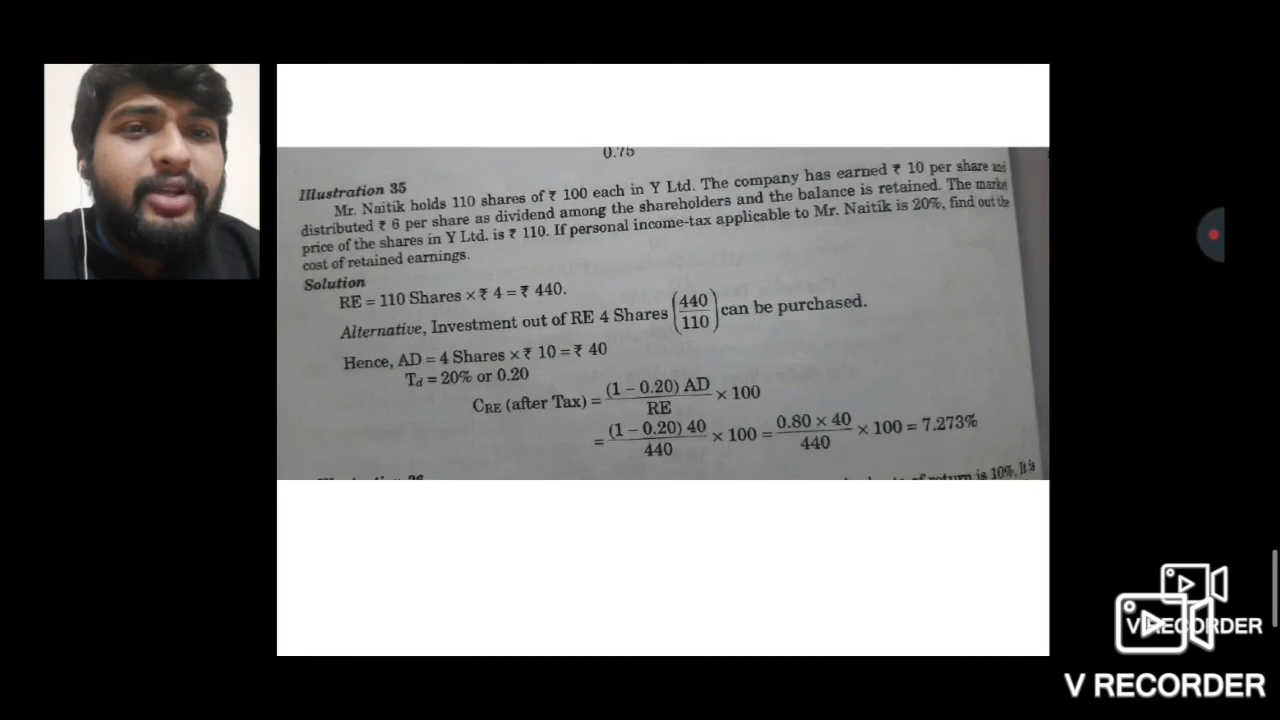 0.75
Illustration 35
Mr. Naitik holds 110 shares of ₹ 100 each in Y Ltd. The company has earned ₹ 10 per share and
distributed ₹ 6 per share as dividend among the shareholders and the balance is retained. The market
price of the shares in Y Ltd. is ₹ 110. If personal income-tax applicable to Mr. Naitik is 20%, find out the
cost of retained earnings.
Solution
RE = 110 Shares × ₹ 4 = ₹ 440.
Alternative, Investment out of RE 4 Shares (440/110) can be purchased.
Hence, AD = 4 Shares × ₹ 10 = ₹ 40
Td = 20% or 0.20
CRE (after Tax) = (1 – 0.20) AD / RE × 100
= (1 – 0.20) 40 / 440 × 100 = 0.80 × 40 / 440 × 100 = 7.273%
of return is 10%. It is
V RECORDER
V RECORDER